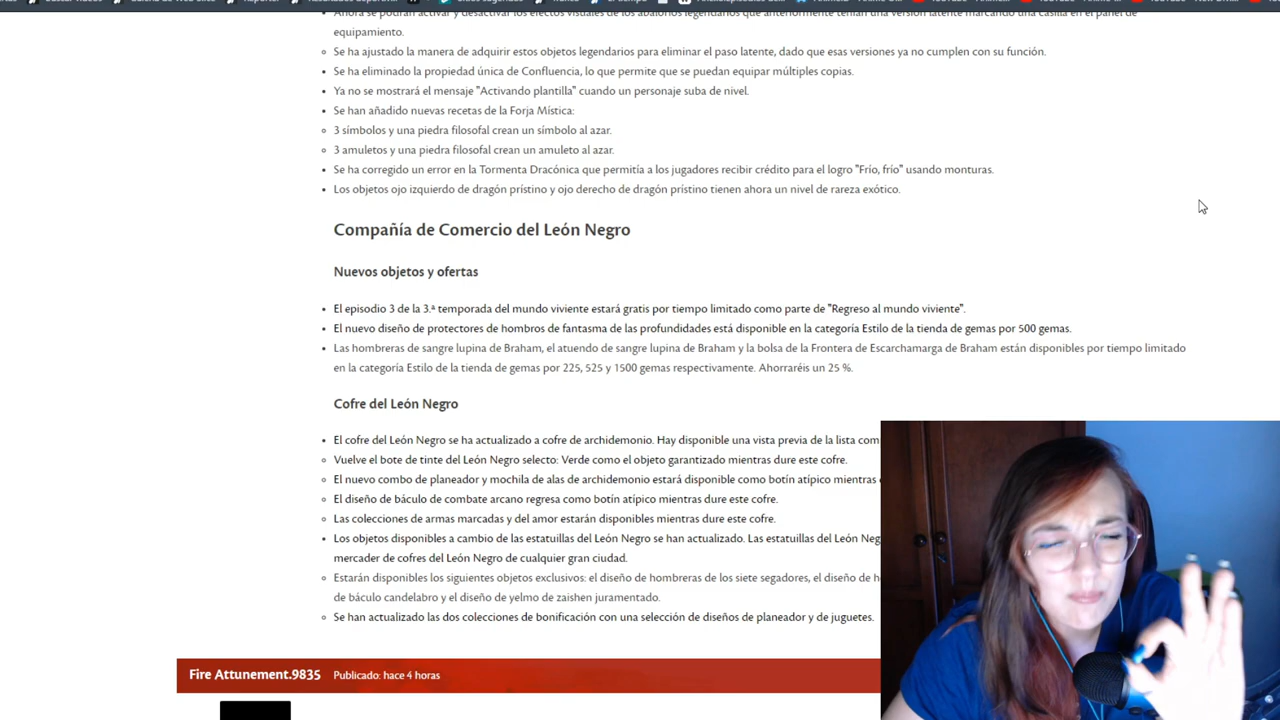 Ahora se podrán activar y desactivar los efectos visuales de los abalorios legendarios que anteriormente tenían una versión latente marcando una casilla en el panel de
equipamiento.
Se ha ajustado la manera de adquirir estos objetos legendarios para eliminar el paso latente, dado que esas versiones ya no cumplen con su función.
Se ha eliminado la propiedad única de Confluencia, lo que permite que se puedan equipar múltiples copias.
Ya no se mostrará el mensaje "Activando plantilla" cuando un personaje suba de nivel.
Se han añadido nuevas recetas de la Forja Mística:
3 símbolos y una piedra filosofal crean un símbolo al azar.
3 amuletos y una piedra filosofal crean un amuleto al azar.
Se ha corregido un error en la Tormenta Dracónica que permitía a los jugadores recibir crédito para el logro "Frío, frío" usando monturas.
Los objetos ojo izquierdo de dragón prístino y ojo derecho de dragón prístino tienen ahora un nivel de rareza exótico.
Compañía de Comercio del León Negro
Nuevos objetos y ofertas
El episodio 3 de la 3.ª temporada del mundo viviente estará gratis por tiempo limitado como parte de "Regreso al mundo viviente".
El nuevo diseño de protectores de hombros de fantasma de las profundidades está disponible en la categoría Estilo de la tienda de gemas por 500 gemas.
Las hombreras de sangre lupina de Braham, el atuendo de sangre lupina de Braham y la bolsa de la Frontera de Escarchamarga de Braham están disponibles por tiempo limitado
en la categoría Estilo de la tienda de gemas por 225, 525 y 1500 gemas respectivamente. Ahorraréis un 25 %.
Cofre del León Negro
El cofre del León Negro se ha actualizado a cofre de archidemonio. Hay disponible una vista previa de la lista com
Vuelve el bote de tinte del León Negro selecto: Verde como el objeto garantizado mientras dure este cofre.
El nuevo combo de planeador y mochila de alas de archidemonio estará disponible como botín atípico mientras
El diseño de báculo de combate arcano regresa como botín atípico mientras dure este cofre.
Las colecciones de armas marcadas y del amor estarán disponibles mientras dure este cofre.
Los objetos disponibles a cambio de las estatuillas del León Negro se han actualizado. Las estatuillas del León Neg
mercader de cofres del León Negro de cualquier gran ciudad.
Estarán disponibles los siguientes objetos exclusivos: el diseño de hombreras de los siete segadores, el diseño de h
de báculo candelabro y el diseño de yelmo de zaishen juramentado.
Se han actualizado las dos colecciones de bonificación con una selección de diseños de planeador y de juguetes.
Fire Attunement.9835 Publicado: hace 4 horas